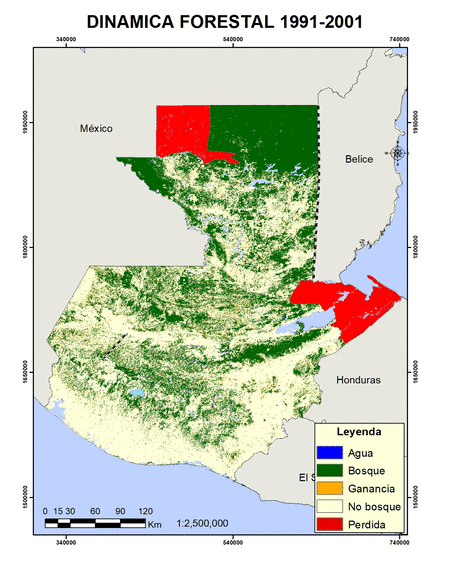 DINAMICA FORESTAL 1991-2001
340000 540000 740000
México
Belice
Honduras
El S
1950000 1950000
1800000 1800000
1650000 1650000
1500000 1500000
Leyenda
Agua
Bosque
Ganancia
No bosque
Perdida
0 15 30 60 90 120
Km
1:2,500,000
340000 540000 740000